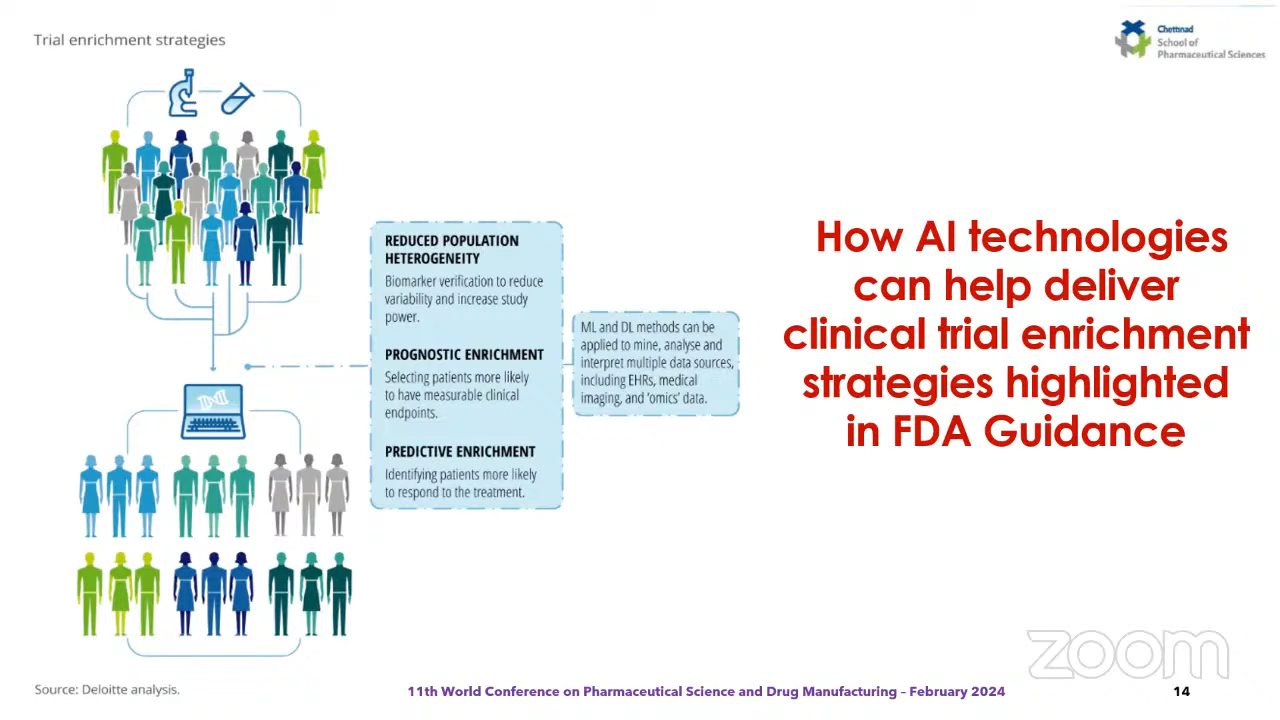 Trial enrichment strategies
Chettinad
School of
Pharmaceutical Sciences
REDUCED POPULATION
HETEROGENEITY
Biomarker verification to reduce
variability and increase study
power.
PROGNOSTIC ENRICHMENT
Selecting patients more likely
to have measurable clinical
endpoints.
PREDICTIVE ENRICHMENT
Identifying patients more likely
to respond to the treatment.
ML and DL methods can be
applied to mine, analyse and
interpret multiple data sources,
including EHRs, medical
imaging, and ‘omics’ data.
How AI technologies
can help deliver
clinical trial enrichment
strategies highlighted
in FDA Guidance
zoom
Source: Deloitte analysis.
11th World Conference on Pharmaceutical Science and Drug Manufacturing – February 2024
14